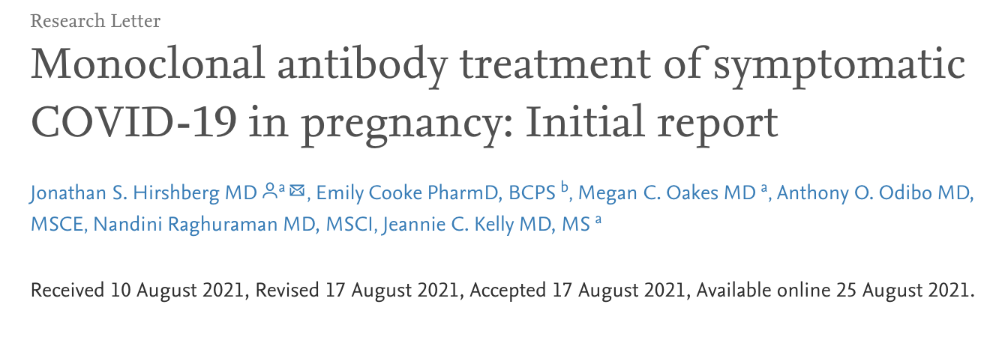 Research Letter
Monoclonal antibody treatment of symptomatic
COVID-19 in pregnancy: Initial report
Jonathan S. Hirshberg MD a , Emily Cooke PharmD, BCPS b, Megan C. Oakes MD a, Anthony O. Odibo MD,
MSCE, Nandini Raghuraman MD, MSCI, Jeannie C. Kelly MD, MS a
Received 10 August 2021, Revised 17 August 2021, Accepted 17 August 2021, Available online 25 August 2021.